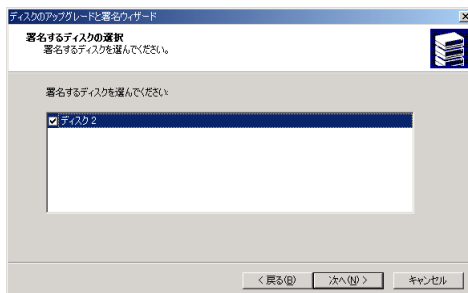 ディスクのアップグレードと署名ウィザード
署名するディスクの選択
署名するディスクを選んでください。
署名するディスクを選んでください:
ディスク 2
< 戻る(B)
次へ(N) >
キャンセル